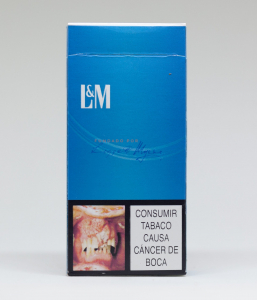 L&M
CONSUMIR
TABACO
CAUSA
CÁNCER DE
BOCA